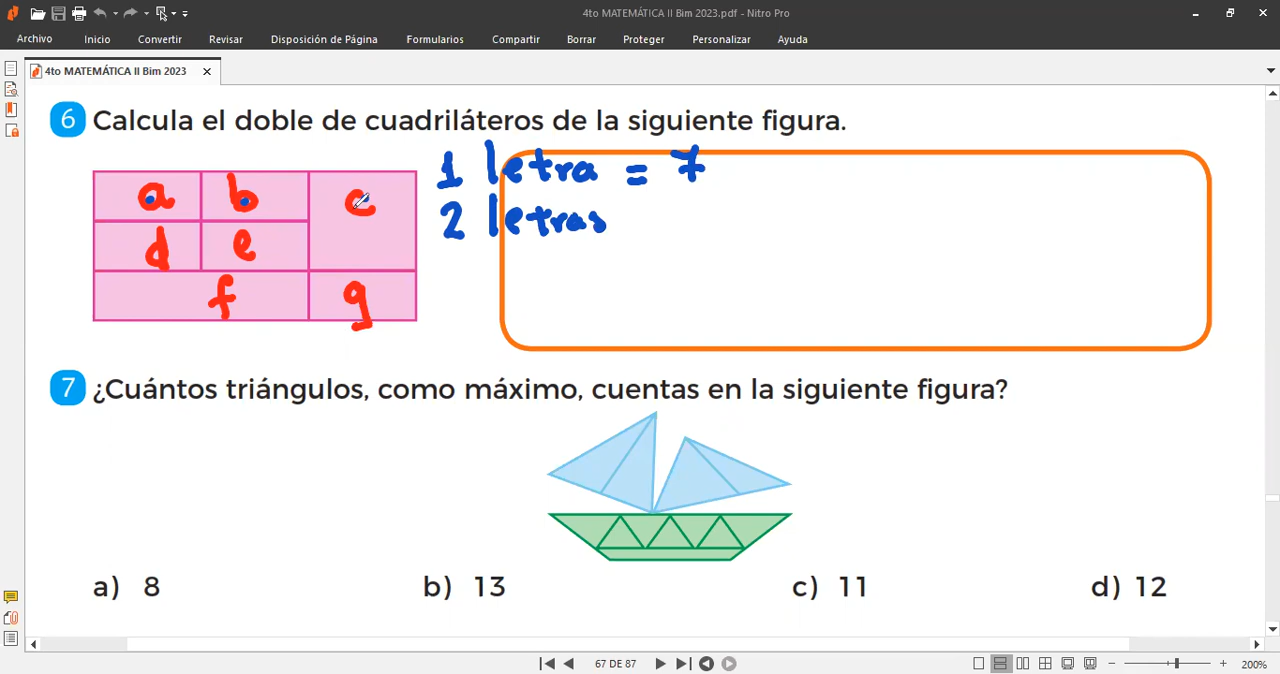 4to MATEMÁTICA II Bim 2023.pdf - Nitro Pro
Archivo Inicio Convertir Revisar Disposición de Página Formularios Compartir Borrar Proteger Personalizar Ayuda
4to MATEMÁTICA II Bim 2023
6 Calcula el doble de cuadriláteros de la siguiente figura.
1 letra = 7
2 letras
a b c
d e
f g
7 ¿Cuántos triángulos, como máximo, cuentas en la siguiente figura?
a) 8 b) 13 c) 11 d) 12
67 DE 87
200%